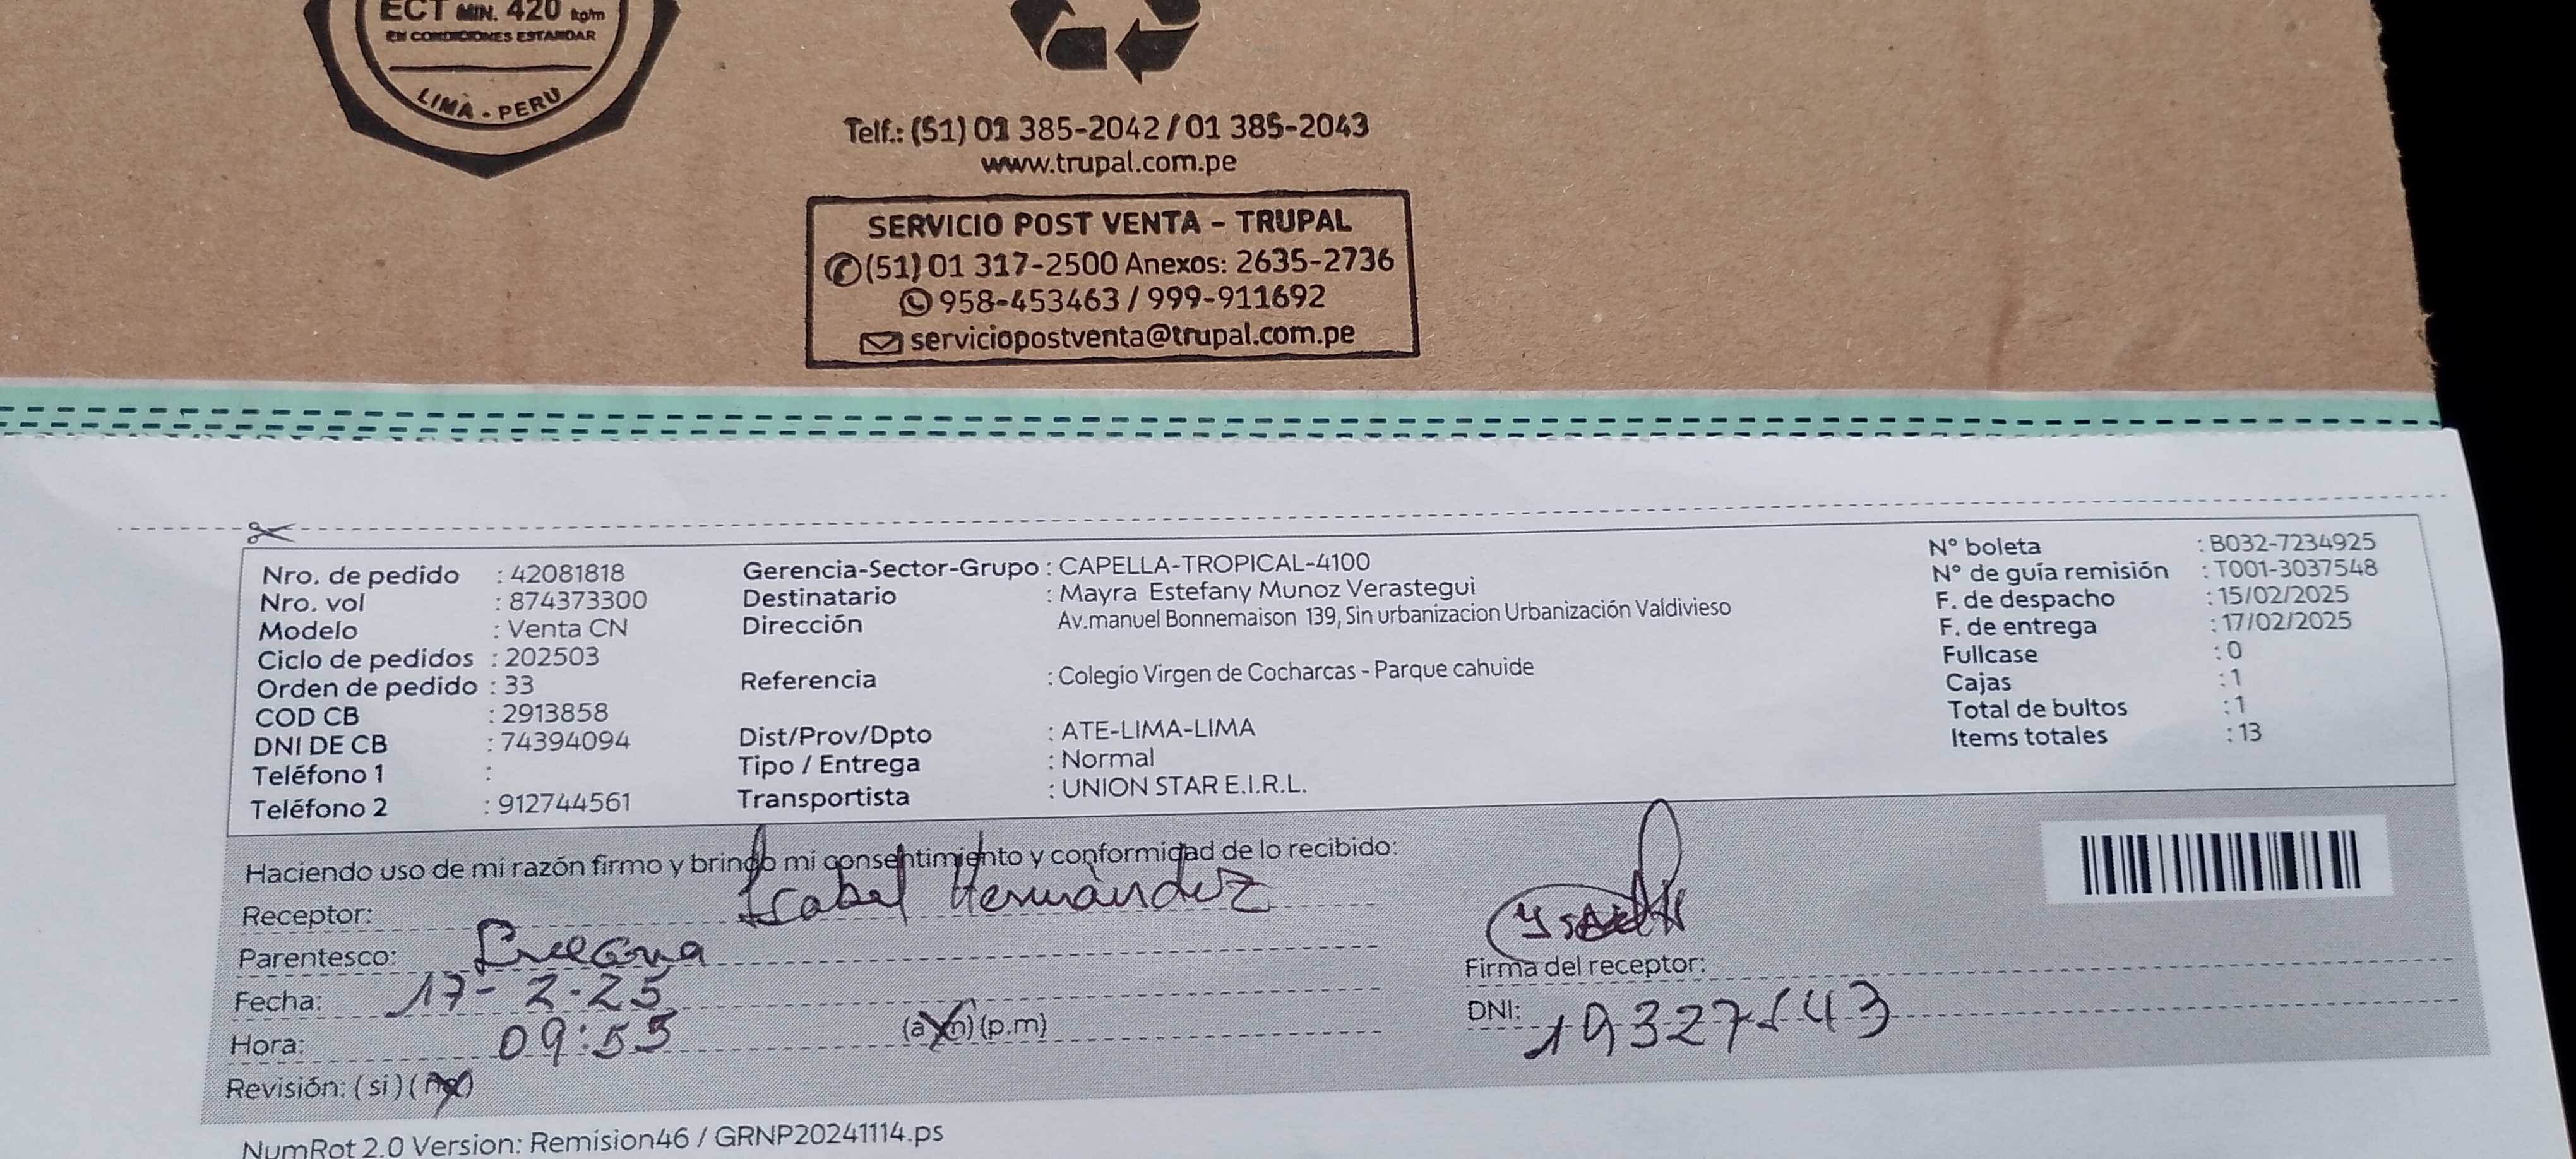 ECT MIN. 420 kg/m
EN CONDICIONES ESTANDAR
LIMA - PERU
Telf.: (51) 01 385-2042 / 01 385-2043
www.trupal.com.pe
SERVICIO POST VENTA - TRUPAL
(51) 01 317-2500 Anexos: 2635-2736
958-453463 / 999-911692
serviciopostventa@trupal.com.pe
Nro. de pedido : 42081818
Nro. vol : 874373300
Modelo : Venta CN
Ciclo de pedidos : 202503
Orden de pedido : 33
COD CB : 2913858
DNI DE CB : 74394094
Teléfono 1 :
Teléfono 2 : 912744561
Gerencia-Sector-Grupo : CAPELLA-TROPICAL-4100
Destinatario : Mayra Estefany Munoz Verastegui
Dirección Av.manuel Bonnemaison 139, Sin urbanizacion Urbanización Valdivieso
Referencia : Colegio Virgen de Cocharcas - Parque cahuide
Dist/Prov/Dpto : ATE-LIMA-LIMA
Tipo / Entrega : Normal
Transportista : UNION STAR E.I.R.L.
N° boleta : B032-7234925
N° de guía remisión : T001-3037548
F. de despacho : 15/02/2025
F. de entrega : 17/02/2025
Fullcase : 0
Cajas : 1
Total de bultos : 1
Items totales : 13
Haciendo uso de mi razón firmo y brindo mi consentimiento y conformidad de lo recibido:
Receptor: Isabel Hernández
Parentesco:
Fecha: 17-2-25
Hora: 09:55 (a.m) (p.m)
Revisión: (si) (no)
Firma del receptor:
DNI:
NumRot 2.0 Version: Remision46 / GRNP20241114.ps